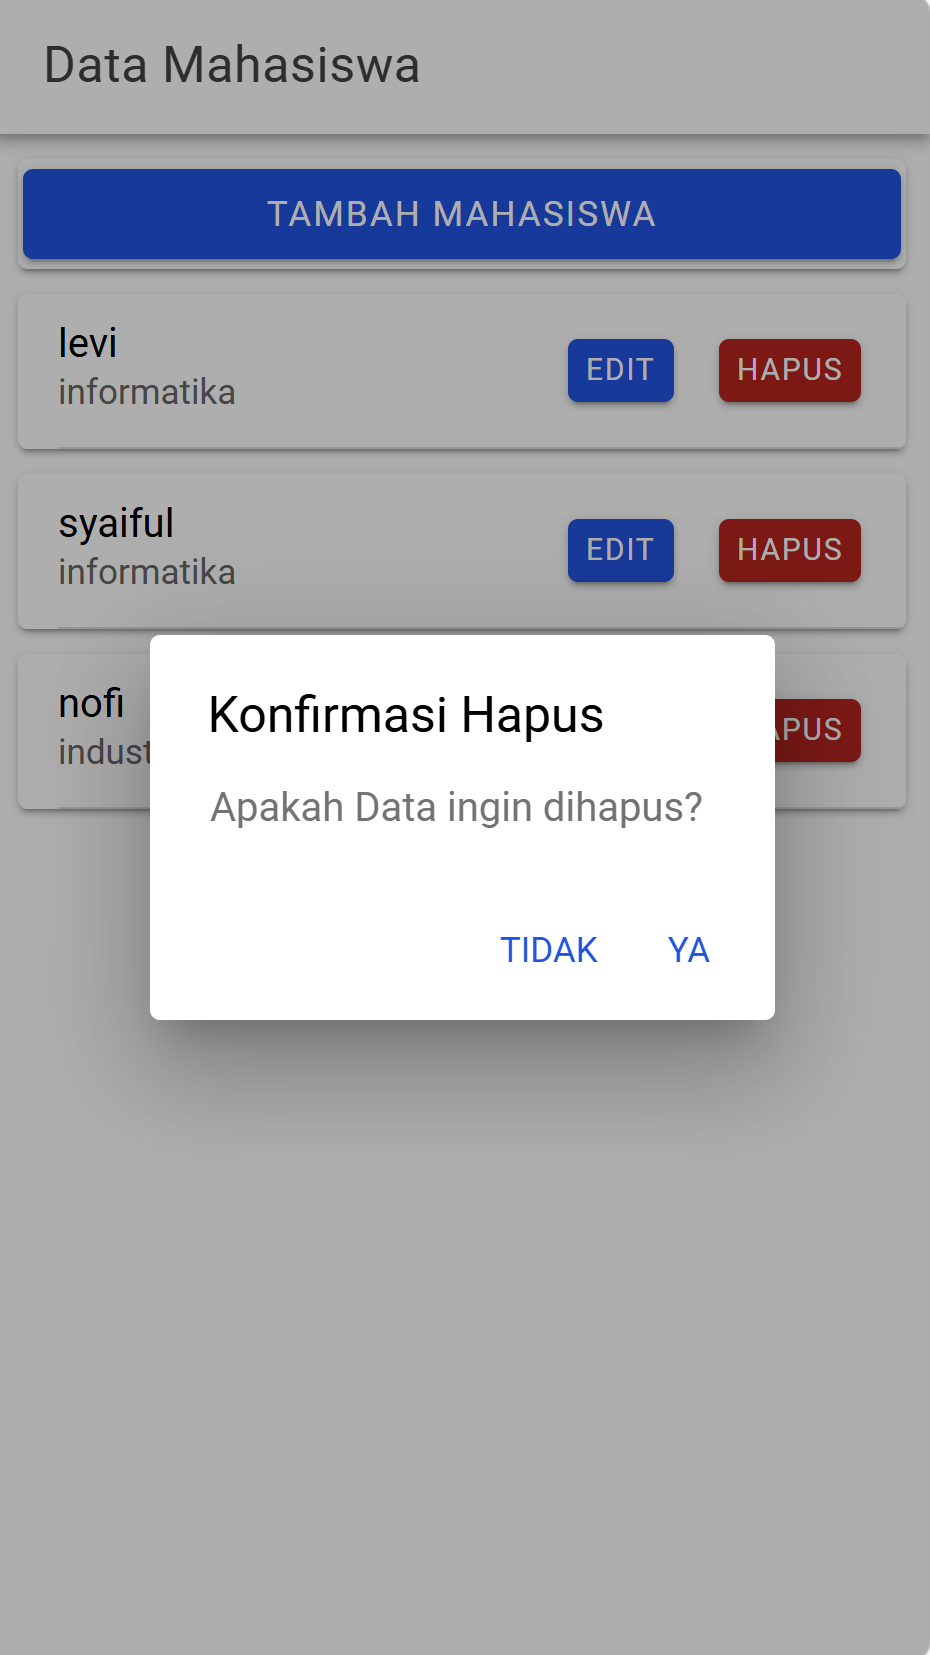 Data Mahasiswa
TAMBAH MAHASISWA
levi
informatika
EDIT
HAPUS
syaiful
informatika
EDIT
HAPUS
nofi
Konfirmasi Hapus
Apakah Data ingin dihapus?
TIDAK
YA